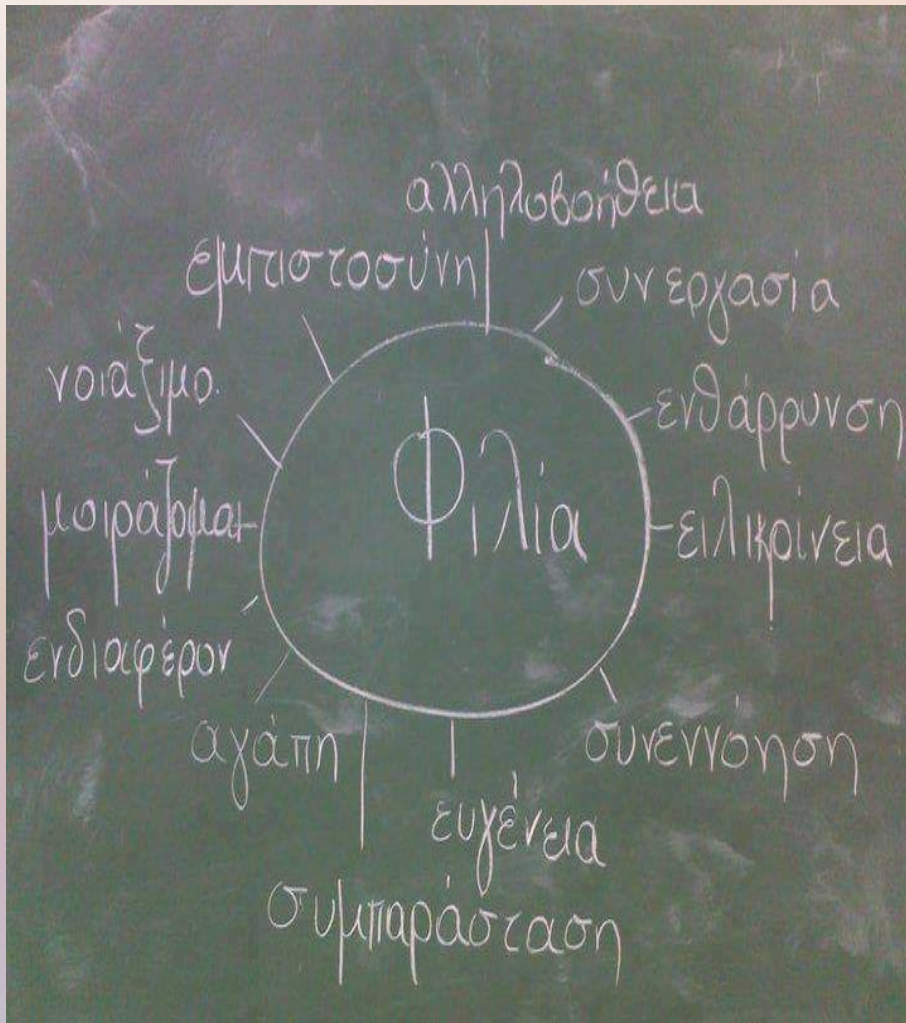 αλληλοβοήθεια
εμπιστοσύνη
συνεργασία
νοιάξιμο.
ενθάρρυνση
Φιλία
μοιράζομαι
ειλικρίνεια
ενδιαφέρον
αγάπη
συνεννόηση
ευγένεια
συμπαράσταση